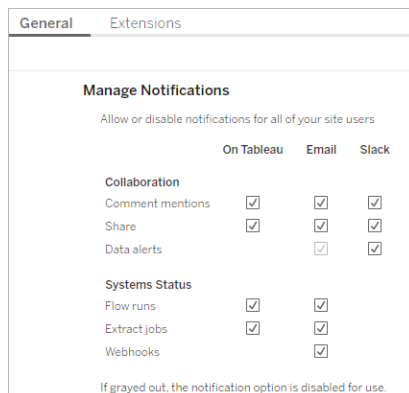 General Extensions
Manage Notifications
Allow or disable notifications for all of your site users
On Tableau Email Slack
Collaboration
Comment mentions
Share
Data alerts
Systems Status
Flow runs
Extract jobs
Webhooks
If grayed out, the notification option is disabled for use.